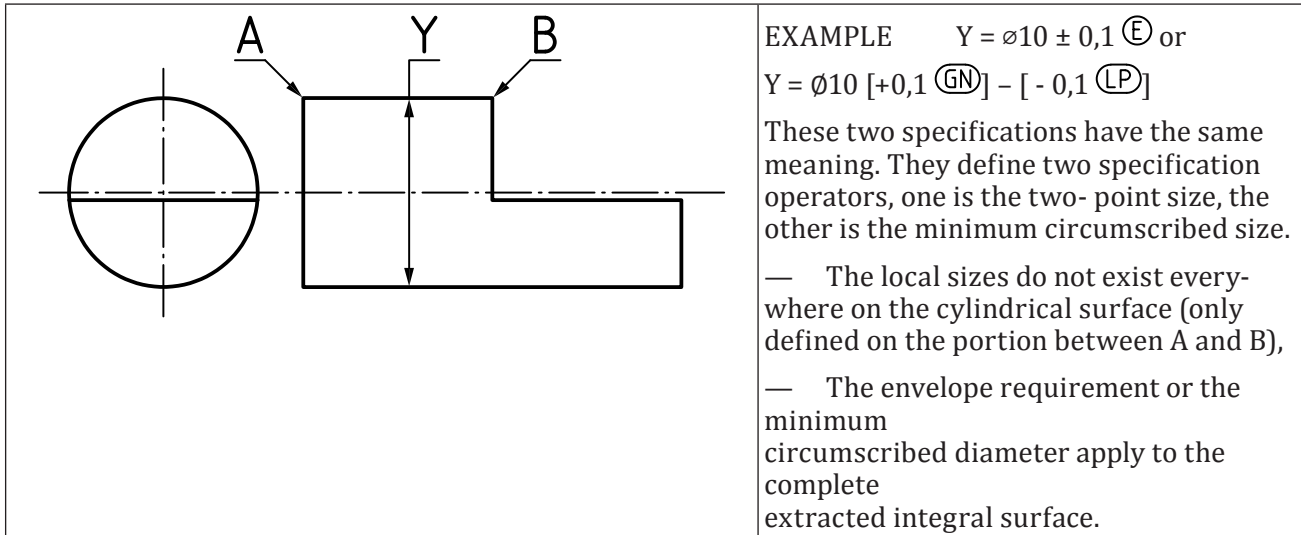 A Y B
EXAMPLE Y = ⌀10 ± 0,1 Ⓔ or
Y = Ø10 [+0,1 (GN)] – [ - 0,1 (LP)]
These two specifications have the same
meaning. They define two specification
operators, one is the two- point size, the
other is the minimum circumscribed size.
— The local sizes do not exist every-
where on the cylindrical surface (only
defined on the portion between A and B),
— The envelope requirement or the
minimum
circumscribed diameter apply to the
complete
extracted integral surface.